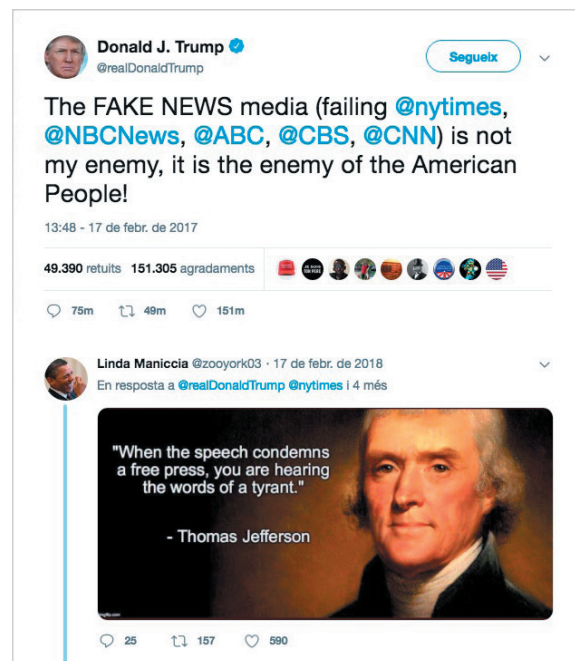 Donald J. Trump
@realDonaldTrump
Segueix
The FAKE NEWS media (failing @nytimes,
@NBCNews, @ABC, @CBS, @CNN) is not
my enemy, it is the enemy of the American
People!
13:48 - 17 de febr. de 2017
49.390 retuits 151.305 agradaments
75m 49m 151m
Linda Maniccia @zooyork03 · 17 de febr. de 2018
En resposta a @realDonaldTrump @nytimes i 4 més
"When the speech condemns
a free press, you are hearing
the words of a tyrant."
- Thomas Jefferson
25 157 590